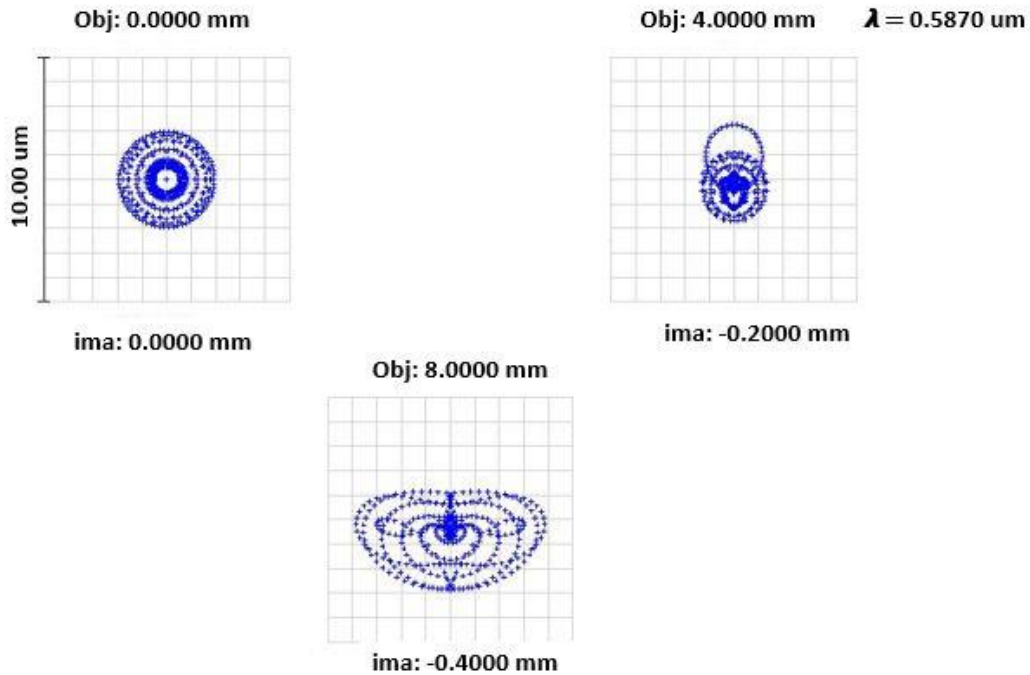 Obj: 0.0000 mm
Obj: 4.0000 mm
λ = 0.5870 um
10.00 um
ima: 0.0000 mm
ima: -0.2000 mm
Obj: 8.0000 mm
ima: -0.4000 mm